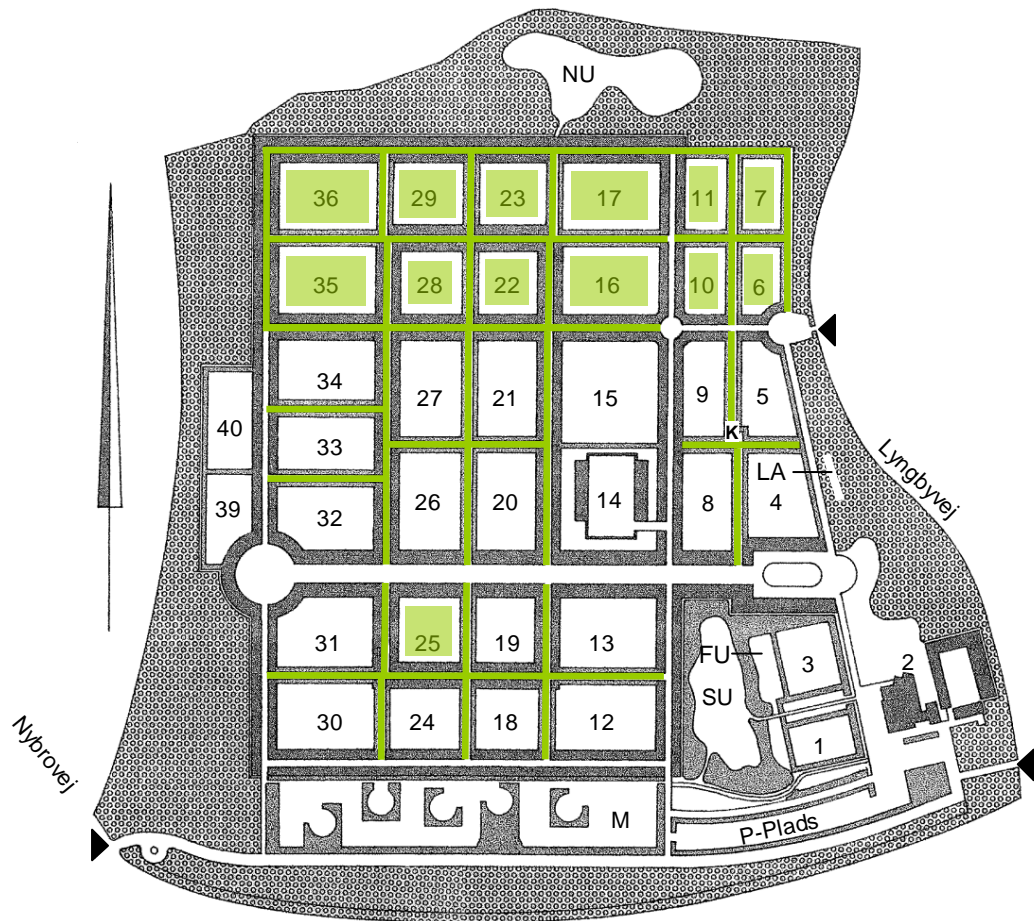 NU
36 29 23 17 11 7
35 28 22 16 10 6
34 27 21 15 9 5
40 33
K
Lyngbyvej
LA
39 32 26 20 14 8 4
31 25 19 13 FU 3 2
SU
30 24 18 12 1
Nybrovej
M P-Plads